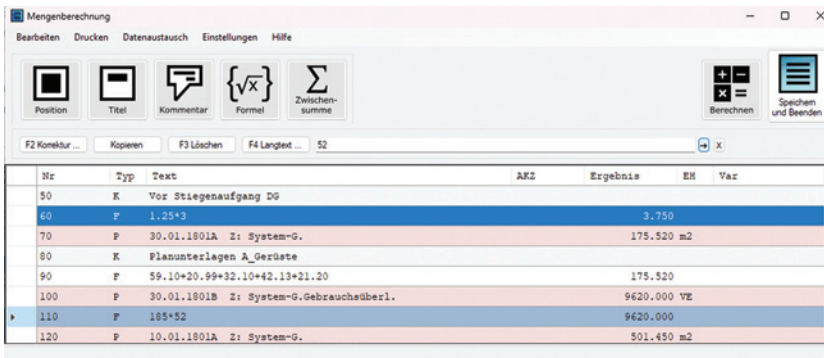 Mengenberechnung
Bearbeiten Drucken Datenaustausch Einstellungen Hilfe
Position Titel Kommentar Formel Zwischen-
summe Berechnen Speichern
und Beenden
F2 Korrektur ... Kopieren F3 Löschen F4 Langtext ... 52 X
Nr Typ Text AKZ Ergebnis EH Var
50 K Vor Stiegenaufgang DG
60 F 1.25*3 3.750
70 P 30.01.1801A Z: System-G. 175.520 m2
80 K Planunterlagen A_Gerüste
90 F 59.10+20.99+32.10+42.13+21.20 175.520
100 P 30.01.1801B Z: System-G.Gebrauchsüberl. 9620.000 VE
110 F 185*52 9620.000
120 P 10.01.1801A Z: System-G. 501.450 m2